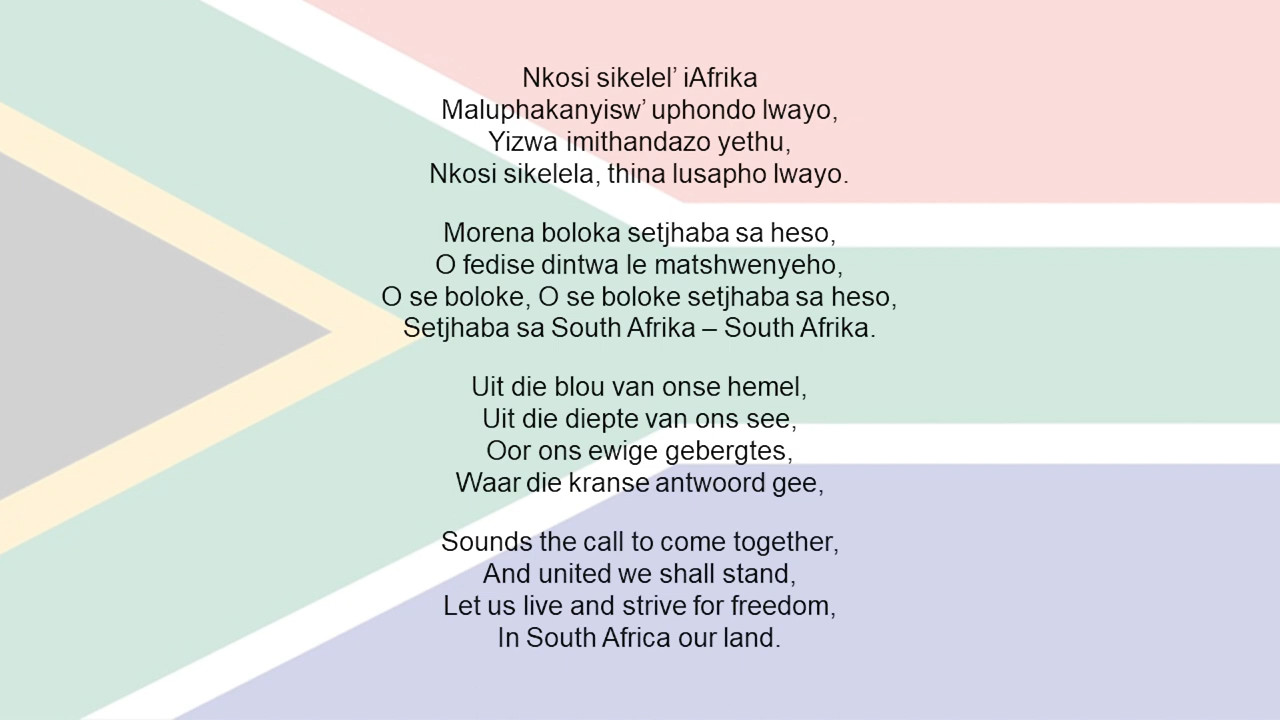 Nkosi sikelel’ iAfrika
Maluphakanyisw’ uphondo lwayo,
Yizwa imithandazo yethu,
Nkosi sikelela, thina lusapho lwayo.
Morena boloka setjhaba sa heso,
O fedise dintwa le matshwenyeho,
O se boloke, O se boloke setjhaba sa heso,
Setjhaba sa South Afrika – South Afrika.
Uit die blou van onse hemel,
Uit die diepte van ons see,
Oor ons ewige gebergtes,
Waar die kranse antwoord gee,
Sounds the call to come together,
And united we shall stand,
Let us live and strive for freedom,
In South Africa our land.